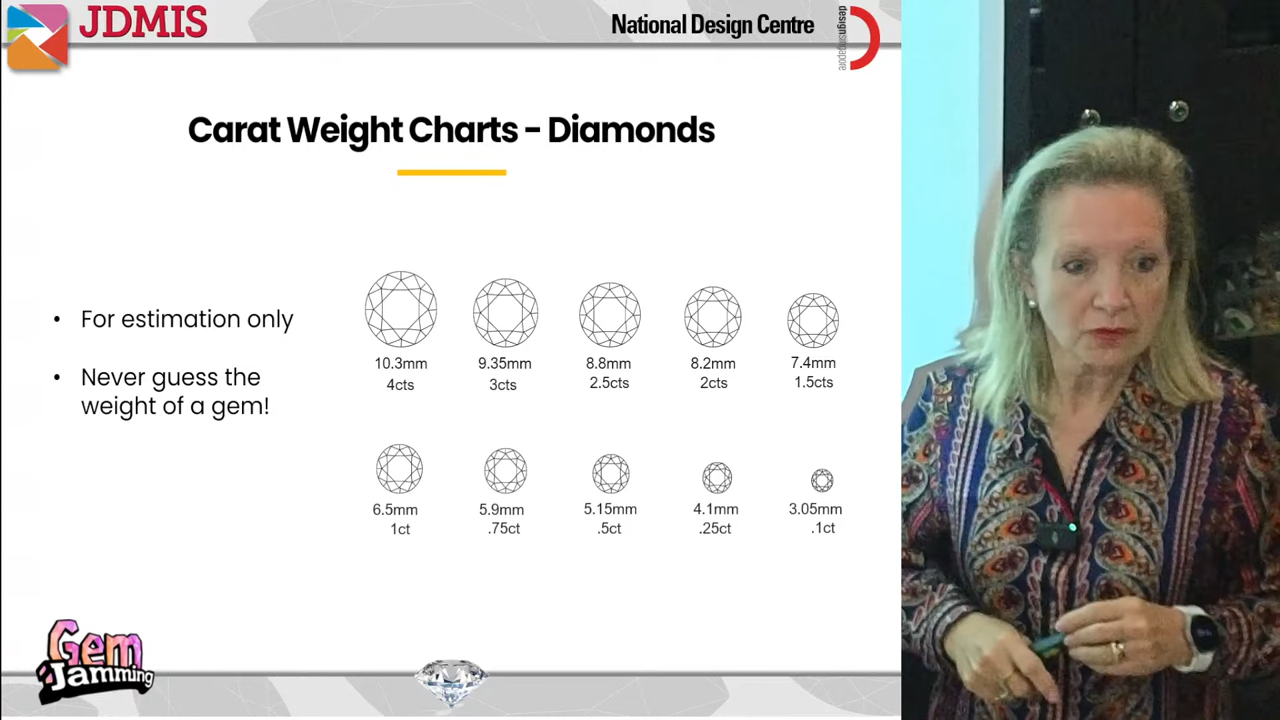 JDMIS
National Design Centre
designsingapore
Carat Weight Charts - Diamonds
• For estimation only
• Never guess the
weight of a gem!
10.3mm 9.35mm 8.8mm 8.2mm 7.4mm
4cts 3cts 2.5cts 2cts 1.5cts
6.5mm 5.9mm 5.15mm 4.1mm 3.05mm
1ct .75ct .5ct .25ct .1ct
Gem
Jamming